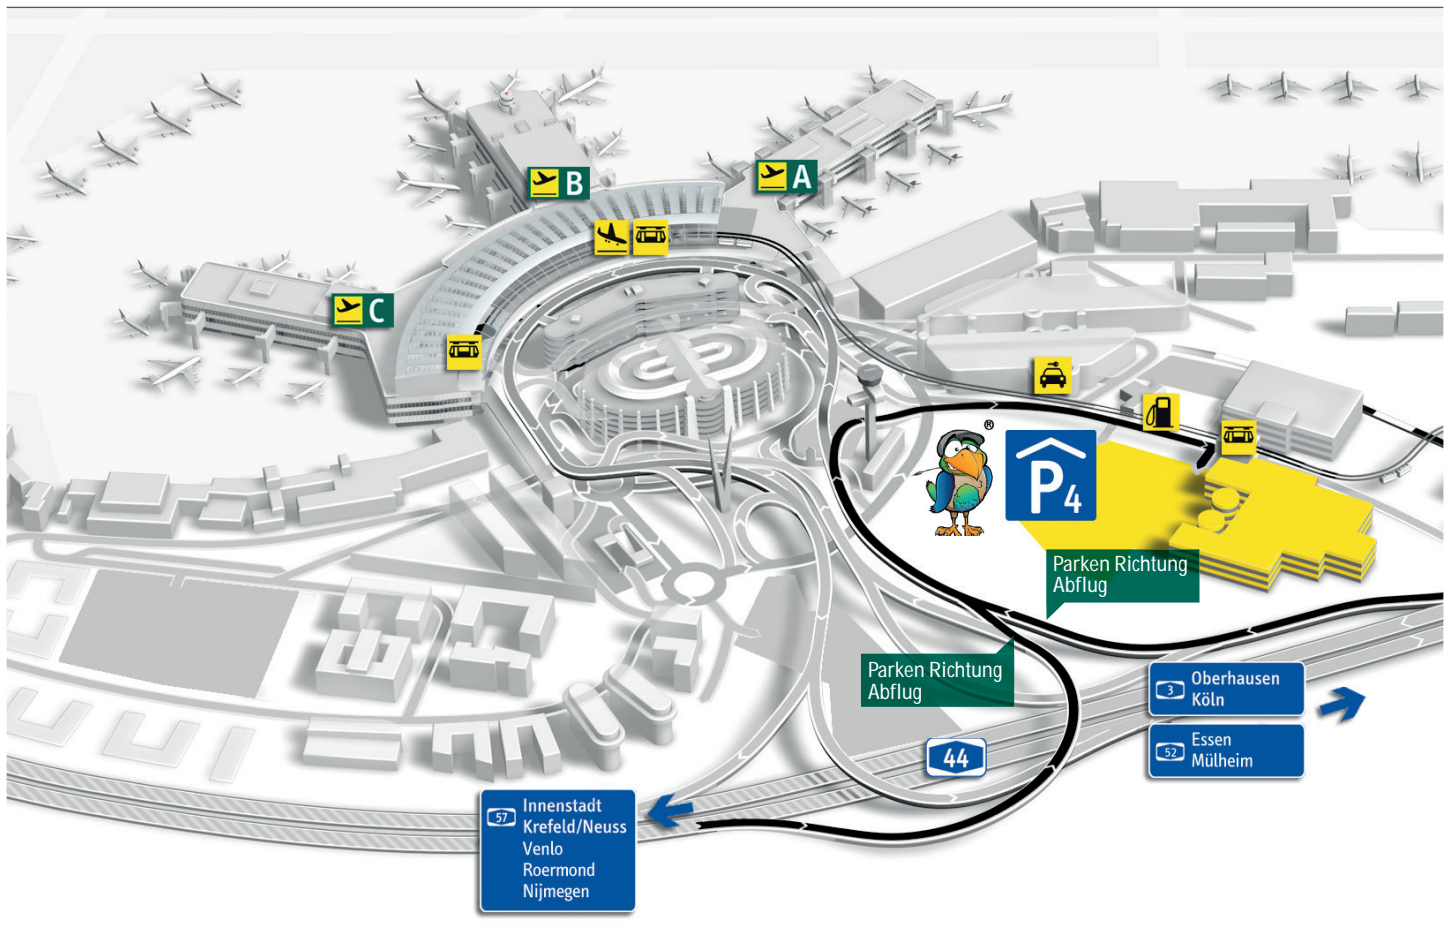 B
A
C
®
P4
Parken Richtung
Abflug
Parken Richtung
Abflug
3 Oberhausen
Köln
52 Essen
Mülheim
44
57 Innenstadt
Krefeld/Neuss
Venlo
Roermond
Nijmegen